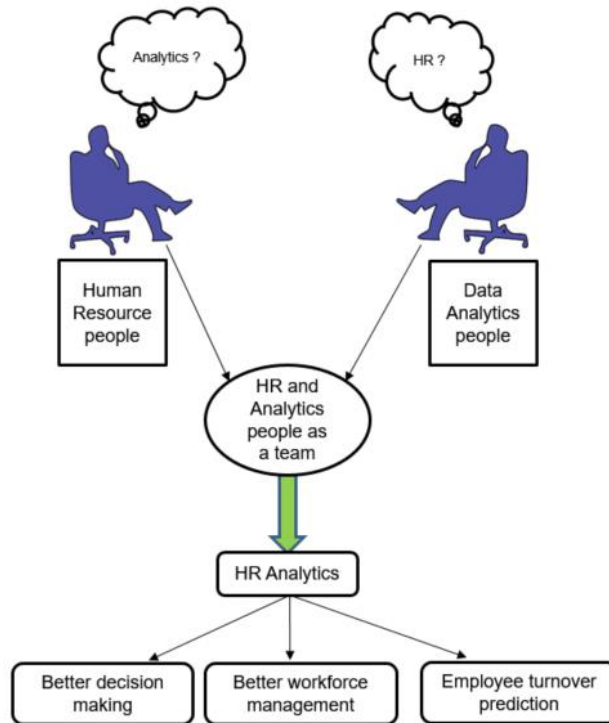 Analytics ?
HR ?
Human
Resource
people
Data
Analytics
people
HR and
Analytics
people as
a team
HR Analytics
Better decision
making
Better workforce
management
Employee turnover
prediction